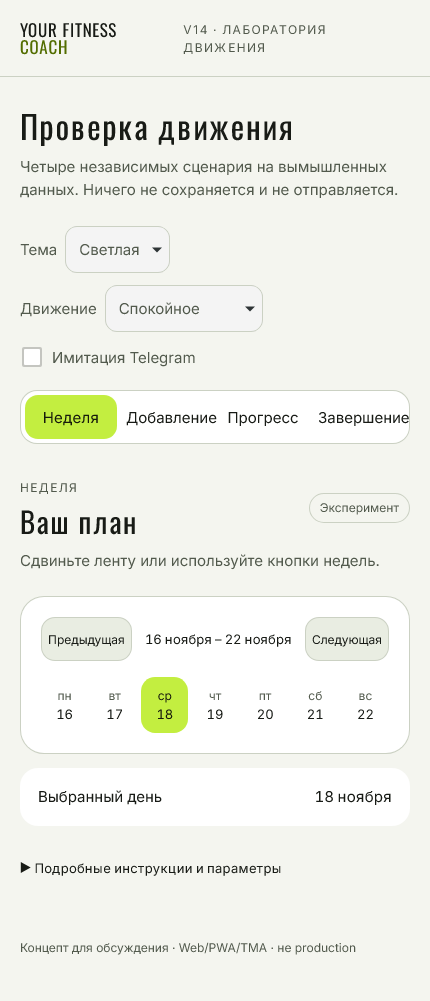 YOUR FITNESS
COACH
V14 · ЛАБОРАТОРИЯ
ДВИЖЕНИЯ
Проверка движения
Четыре независимых сценария на вымышленных
данных. Ничего не сохраняется и не отправляется.
Тема Светлая
Движение Спокойное
Имитация Telegram
Неделя Добавление Прогресс Завершение
НЕДЕЛЯ
Ваш план
Эксперимент
Сдвиньте ленту или используйте кнопки недель.
Предыдущая 16 ноября – 22 ноября Следующая
пн вт ср чт пт сб вс
16 17 18 19 20 21 22
Выбранный день 18 ноября
Подробные инструкции и параметры
Концепт для обсуждения · Web/PWA/TMA · не production